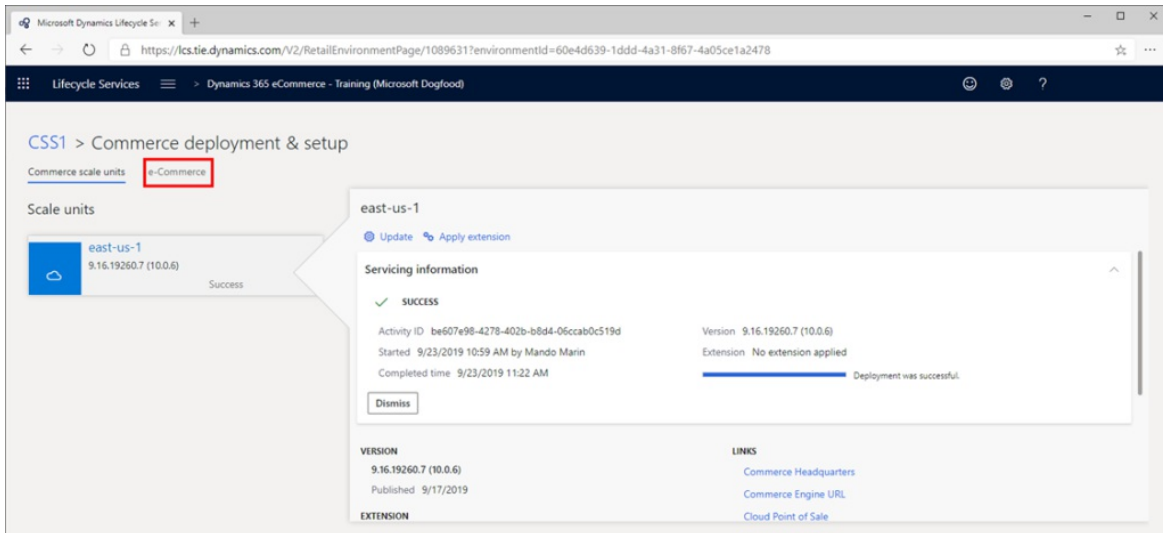 Microsoft Dynamics Lifecycle Se
https://lcs.tie.dynamics.com/V2/RetailEnvironmentPage/1089631?environmentId=60e4d639-1ddd-4a31-8f67-4a05ce1a2478
Lifecycle Services > Dynamics 365 eCommerce - Training (Microsoft Dogfood) ?
CSS1 > Commerce deployment & setup
Commerce scale units e-Commerce
Scale units
east-us-1
9.16.19260.7 (10.0.6)
Success
east-us-1
Update Apply extension
Servicing information
SUCCESS
Activity ID be607e98-4278-402b-b8d4-06ccab0c519d Version 9.16.19260.7 (10.0.6)
Started 9/23/2019 10:59 AM by Mando Marin Extension No extension applied
Completed time 9/23/2019 11:22 AM Deployment was successful.
Dismiss
VERSION LINKS
9.16.19260.7 (10.0.6) Commerce Headquarters
Published 9/17/2019 Commerce Engine URL
EXTENSION Cloud Point of Sale